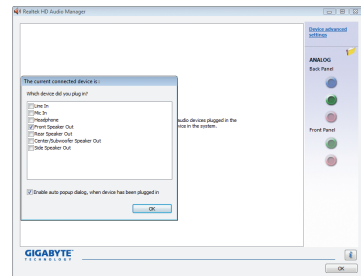 Realtek HD Audio Manager
Device advanced
settings
ANALOG
Back Panel
The current connected device is :
Which device did you plug in?
Line In
Mic In
Headphone
Front Speaker Out
Rear Speaker Out
Center/Subwoofer Speaker Out
Side Speaker Out
audio devices plugged in the
vice in the system.
Front Panel
Enable auto popup dialog, when device has been plugged in
OK
GIGABYTE
TECHNOLOGY
OK